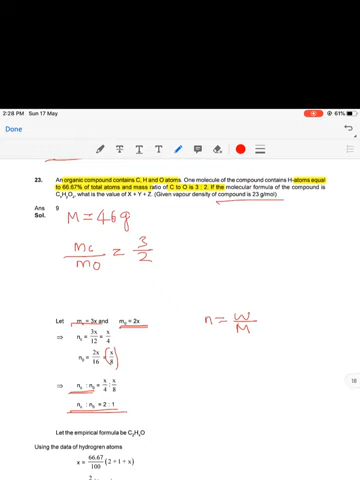 2:28 PM Sun 17 May
61%
Done
23. An organic compound contains C, H and O atoms. One molecule of the compound contains H-atoms equal
to 66.67% of total atoms and mass ratio of C to O is 3 : 2. If the molecular formula of the compound is
CxHyOz, what is the value of X + Y + Z. (Given vapour density of compound is 23 g/mol)
Ans 9
Sol.
M = 46g
mc/mo = 3/2
Let mc = 3x and mo = 2x
⇒ nc = 3x/12 = x/4
no = 2x/16 = (x/8)
n = W/M
⇒ nc : no = x/4 : x/8
nc : no = 2 : 1
18
Let the empirical formula be C2HxO
Using the data of hydrogren atoms
x = 66.67/100 (2 + 1 + x)